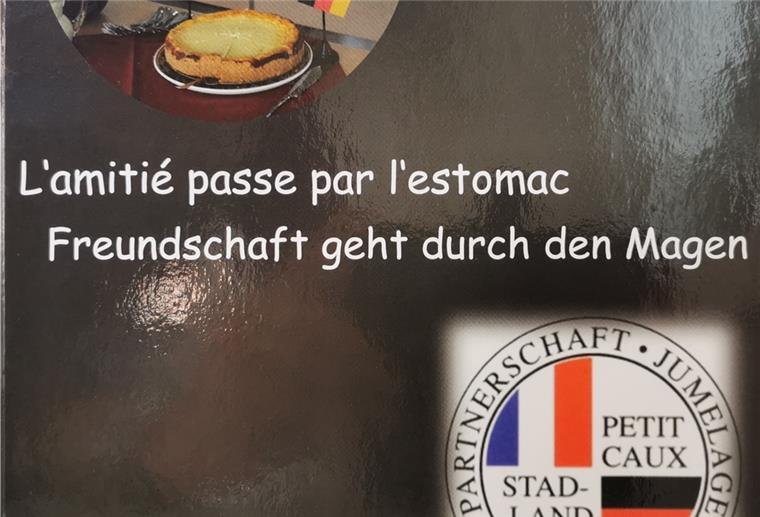 L'amitié passe par l'estomac
Freundschaft geht durch den Magen
PARTNERSCHAFT • JUMELAGE
PETIT
CAUX
STAD-
LAND